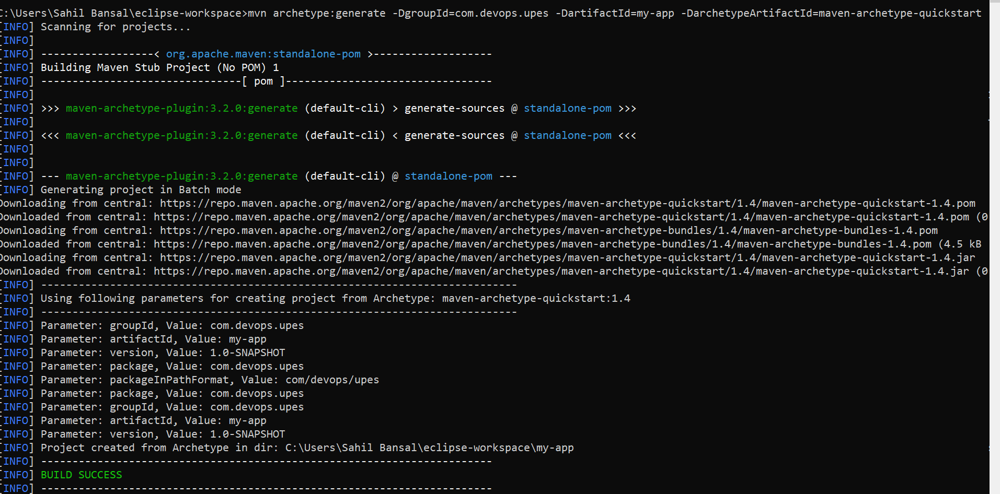 C:\Users\Sahil Bansal\eclipse-workspace>mvn archetype:generate -DgroupId=com.devops.upes -DartifactId=my-app -DarchetypeArtifactId=maven-archetype-quickstart
[INFO] Scanning for projects...
[INFO]
[INFO] ------------------< org.apache.maven:standalone-pom >-------------------
[INFO] Building Maven Stub Project (No POM) 1
[INFO] --------------------------------[ pom ]---------------------------------
[INFO]
[INFO] >>> maven-archetype-plugin:3.2.0:generate (default-cli) > generate-sources @ standalone-pom >>>
[INFO]
[INFO] <<< maven-archetype-plugin:3.2.0:generate (default-cli) < generate-sources @ standalone-pom <<<
[INFO]
[INFO]
[INFO] --- maven-archetype-plugin:3.2.0:generate (default-cli) @ standalone-pom ---
[INFO] Generating project in Batch mode
Downloading from central: https://repo.maven.apache.org/maven2/org/apache/maven/archetypes/maven-archetype-quickstart/1.4/maven-archetype-quickstart-1.4.pom
Downloaded from central: https://repo.maven.apache.org/maven2/org/apache/maven/archetypes/maven-archetype-quickstart/1.4/maven-archetype-quickstart-1.4.pom (0
Downloading from central: https://repo.maven.apache.org/maven2/org/apache/maven/archetypes/maven-archetype-bundles/1.4/maven-archetype-bundles-1.4.pom
Downloaded from central: https://repo.maven.apache.org/maven2/org/apache/maven/archetypes/maven-archetype-bundles/1.4/maven-archetype-bundles-1.4.pom (4.5 kB
Downloading from central: https://repo.maven.apache.org/maven2/org/apache/maven/archetypes/maven-archetype-quickstart/1.4/maven-archetype-quickstart-1.4.jar
Downloaded from central: https://repo.maven.apache.org/maven2/org/apache/maven/archetypes/maven-archetype-quickstart/1.4/maven-archetype-quickstart-1.4.jar (0
[INFO] ----------------------------------------------------------------------------
[INFO] Using following parameters for creating project from Archetype: maven-archetype-quickstart:1.4
[INFO] ----------------------------------------------------------------------------
[INFO] Parameter: groupId, Value: com.devops.upes
[INFO] Parameter: artifactId, Value: my-app
[INFO] Parameter: version, Value: 1.0-SNAPSHOT
[INFO] Parameter: package, Value: com.devops.upes
[INFO] Parameter: packageInPathFormat, Value: com/devops/upes
[INFO] Parameter: package, Value: com.devops.upes
[INFO] Parameter: groupId, Value: com.devops.upes
[INFO] Parameter: artifactId, Value: my-app
[INFO] Parameter: version, Value: 1.0-SNAPSHOT
[INFO] Project created from Archetype in dir: C:\Users\Sahil Bansal\eclipse-workspace\my-app
[INFO] ------------------------------------------------------------------------
[INFO] BUILD SUCCESS
[INFO] ------------------------------------------------------------------------